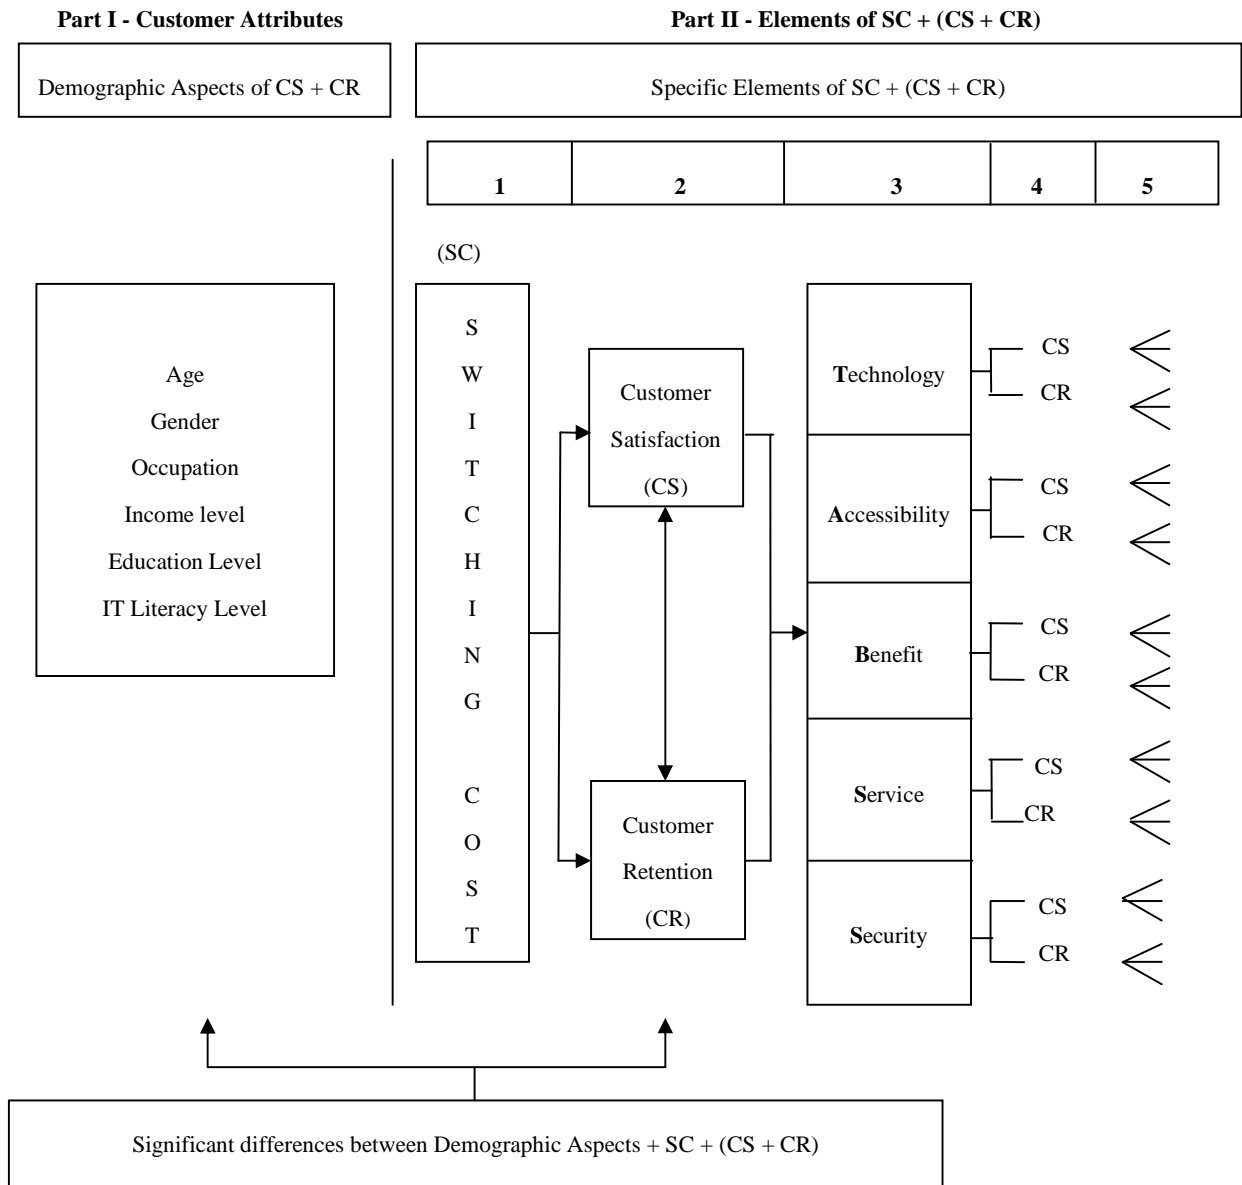 Part I - Customer Attributes
Part II - Elements of SC + (CS + CR)
Demographic Aspects of CS + CR
Specific Elements of SC + (CS + CR)
1
2
3
4
5
(SC)
Age
Gender
Occupation
Income level
Education Level
IT Literacy Level
S
W
I
T
C
H
I
N
G
C
O
S
T
Customer
Satisfaction
(CS)
Customer
Retention
(CR)
Technology
CS
CR
Accessibility
CS
CR
Benefit
CS
CR
Service
CS
CR
Security
CS
CR
Significant differences between Demographic Aspects + SC + (CS + CR)